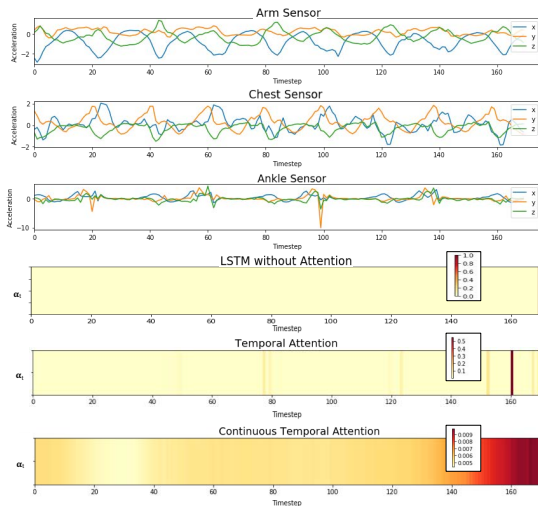 Arm Sensor
Acceleration
0
−2
x
y
z
0 20 40 60 80 100 120 140 160
Timestep
Chest Sensor
Acceleration
2
0
−2
x
y
z
0 20 40 60 80 100 120 140 160
Timestep
Ankle Sensor
Acceleration
0
−10
x
y
z
0 20 40 60 80 100 120 140 160
Timestep
LSTM without Attention
αt
1.0
0.8
0.6
0.4
0.2
0.0
0 20 40 60 80 100 120 140 160
Timestep
Temporal Attention
αt
0.5
0.4
0.3
0.2
0.1
0 20 40 60 80 100 120 140 160
Timestep
Continuous Temporal Attention
αt
0.009
0.008
0.007
0.006
0.005
0 20 40 60 80 100 120 140 160
Timestep